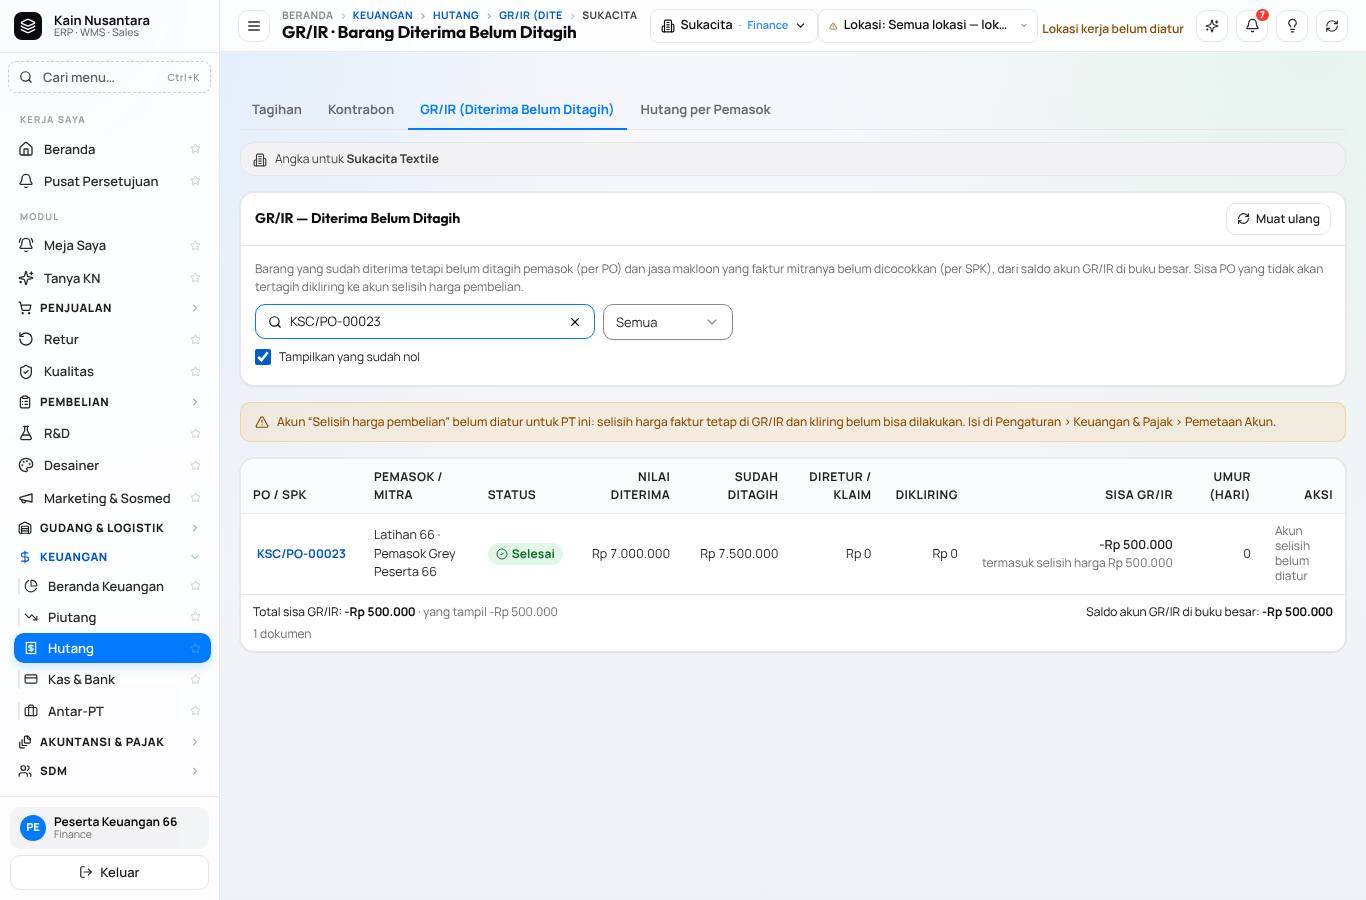 Kain Nusantara
ERP · WMS · Sales
Cari menu... Ctrl+K
KERJA SAYA
Beranda
Pusat Persetujuan
MODUL
Meja Saya
Tanya KN
PENJUALAN
Retur
Kualitas
PEMBELIAN
R&D
Desainer
Marketing & Sosmed
GUDANG & LOGISTIK
KEUANGAN
Beranda Keuangan
Piutang
Hutang
Kas & Bank
Antar-PT
AKUNTANSI & PAJAK
SDM
PE
Peserta Keuangan 66
Finance
Keluar
BERANDA › KEUANGAN › HUTANG › GR/IR (DITE › SUKACITA
GR/IR · Barang Diterima Belum Ditagih
Sukacita · Finance
Lokasi: Semua lokasi — lok...
Lokasi kerja belum diatur
7
Tagihan Kontrabon GR/IR (Diterima Belum Ditagih) Hutang per Pemasok
Angka untuk Sukacita Textile
GR/IR — Diterima Belum Ditagih
Muat ulang
Barang yang sudah diterima tetapi belum ditagih pemasok (per PO) dan jasa makloon yang faktur mitranya belum dicocokkan (per SPK), dari saldo akun GR/IR di buku besar. Sisa PO yang tidak akan
tertagih dikliring ke akun selisih harga pembelian.
KSC/PO-00023
Semua
Tampilkan yang sudah nol
Akun “Selisih harga pembelian” belum diatur untuk PT ini: selisih harga faktur tetap di GR/IR dan kliring belum bisa dilakukan. Isi di Pengaturan › Keuangan & Pajak › Pemetaan Akun.
PO / SPK
PEMASOK /
MITRA
STATUS
NILAI
DITERIMA
SUDAH
DITAGIH
DIRETUR /
KLAIM
DIKLIRING
SISA GR/IR
UMUR
(HARI)
AKSI
KSC/PO-00023
Latihan 66 ·
Pemasok Grey
Peserta 66
Selesai
Rp 7.000.000
Rp 7.500.000
Rp 0
Rp 0
-Rp 500.000
termasuk selisih harga Rp 500.000
0
Akun
selisih
belum
diatur
Total sisa GR/IR: -Rp 500.000 · yang tampil -Rp 500.000
Saldo akun GR/IR di buku besar: -Rp 500.000
1 dokumen